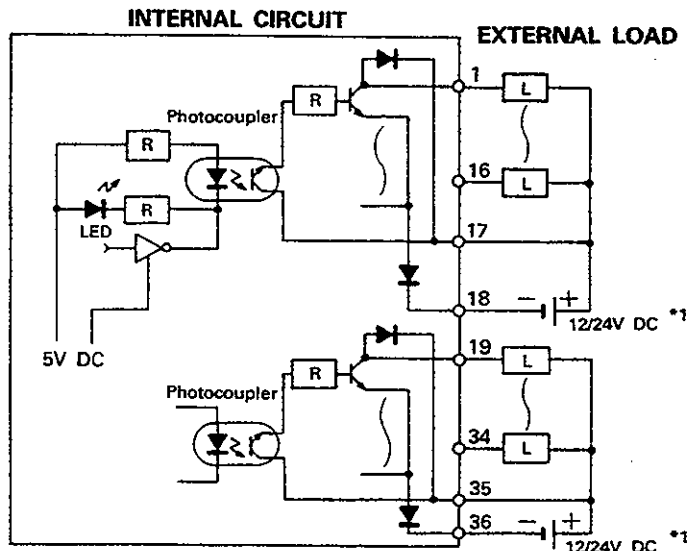 INTERNAL CIRCUIT
EXTERNAL LOAD
1
L
R
Photocoupler
R
16
L
R
LED
17
18
− +
12/24V DC *1
5V DC
19
L
R
Photocoupler
34
L
35
36
− +
12/24V DC *1